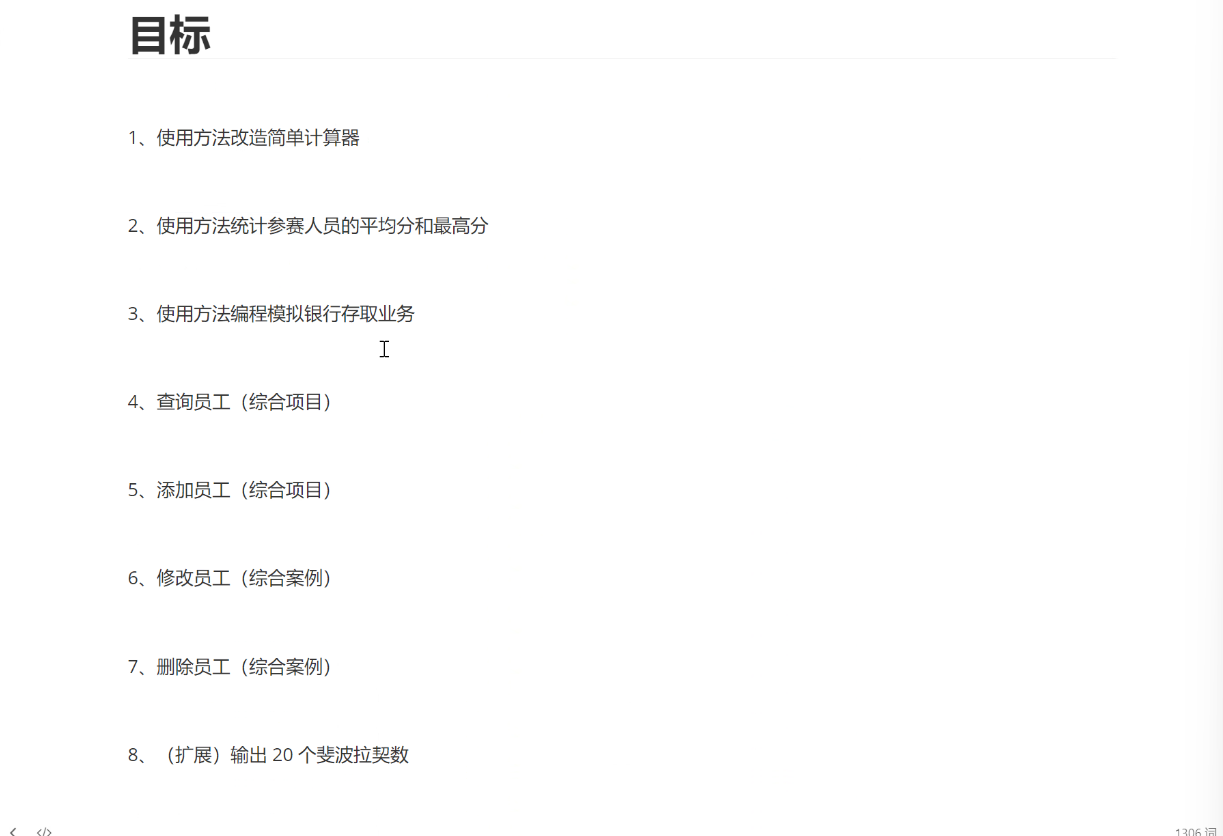 目标
1、使用方法改造简单计算器
2、使用方法统计参赛人员的平均分和最高分
3、使用方法编程模拟银行存取业务
4、查询员工（综合项目）
5、添加员工（综合项目）
6、修改员工（综合案例）
7、删除员工（综合案例）
8、（扩展）输出 20 个斐波拉契数
1306 词